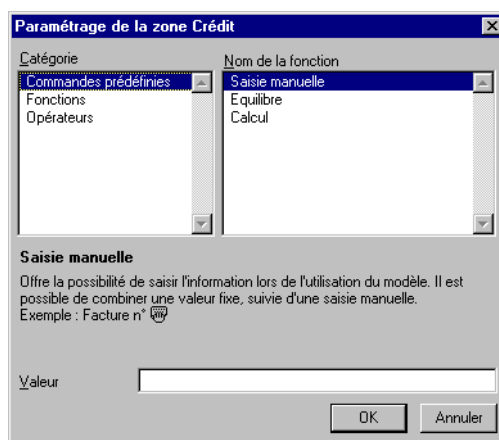 Paramétrage de la zone Crédit
Catégorie
Nom de la fonction
Commandes prédéfinies
Fonctions
Opérateurs
Saisie manuelle
Equilibre
Calcul
Saisie manuelle
Offre la possibilité de saisir l'information lors de l'utilisation du modèle. Il est
possible de combiner une valeur fixe, suivie d'une saisie manuelle.
Exemple : Facture n°
Valeur
OK
Annuler